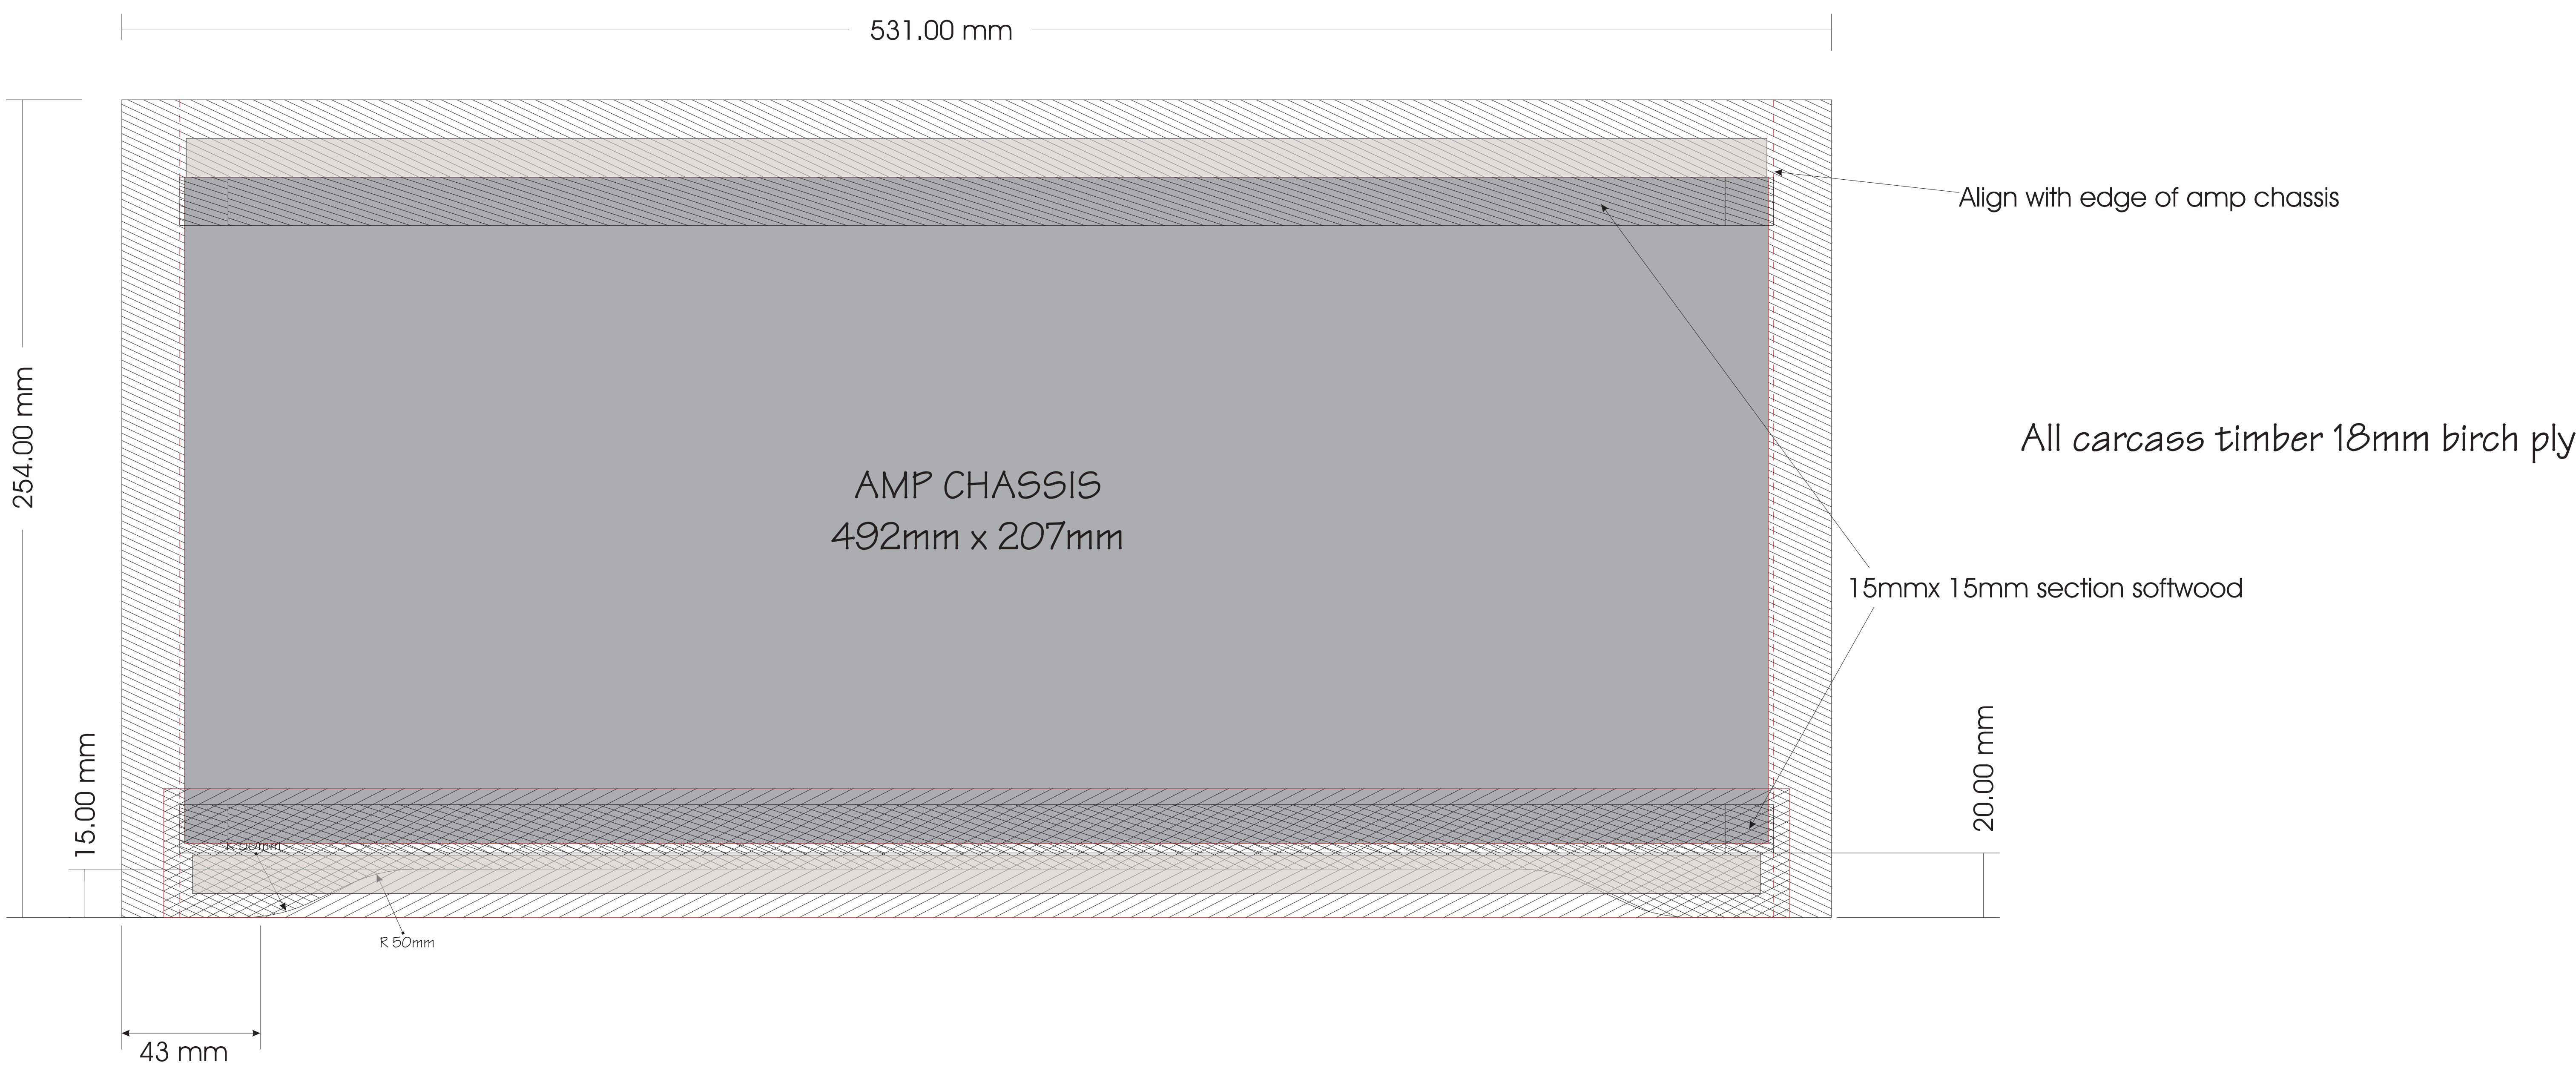 531.00 mm
Align with edge of amp chassis
254.00 mm
All carcass timber 18mm birch ply
AMP CHASSIS
492mm x 207mm
15mmx 15mm section softwood
15.00 mm
20.00 mm
R 50mm
R 50mm
43 mm